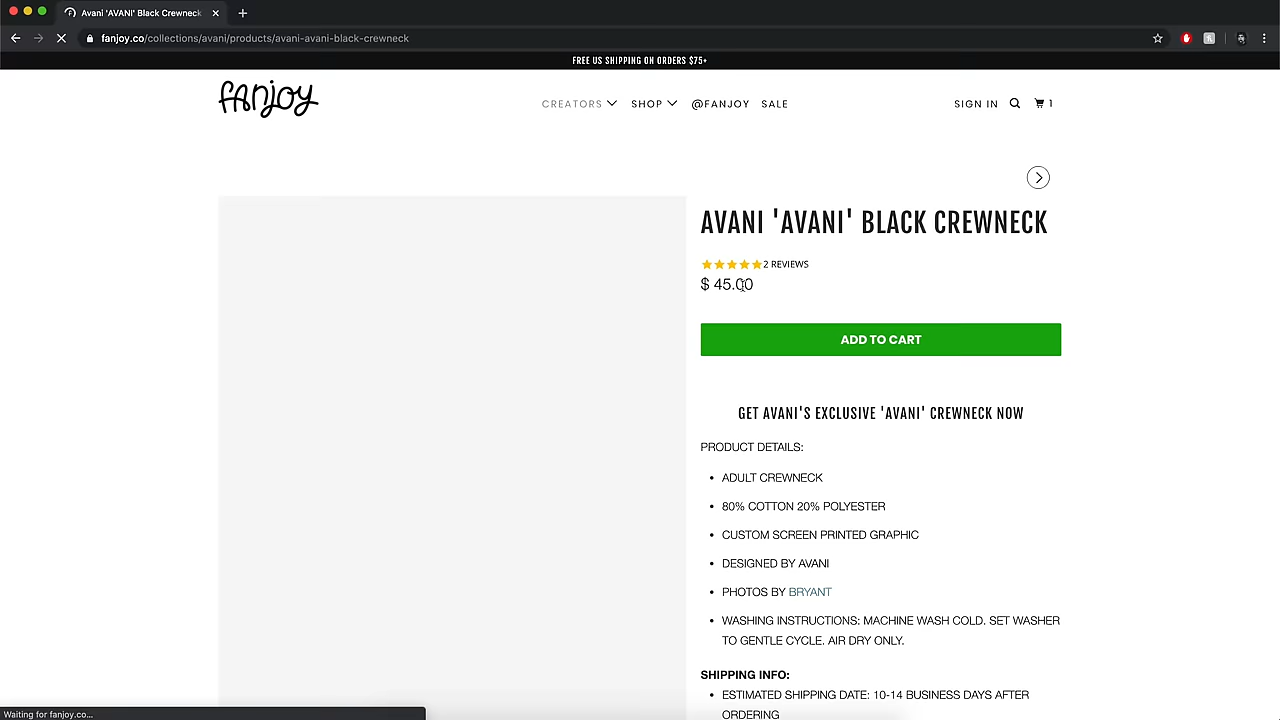 Avani 'AVANI' Black Crewneck
fanjoy.co/collections/avani/products/avani-avani-black-crewneck
FREE US SHIPPING ON ORDERS $75+
fanjoy
CREATORS SHOP @FANJOY SALE
SIGN IN 1
AVANI 'AVANI' BLACK CREWNECK
2 REVIEWS
$ 45.00
ADD TO CART
GET AVANI'S EXCLUSIVE 'AVANI' CREWNECK NOW
PRODUCT DETAILS:
• ADULT CREWNECK
• 80% COTTON 20% POLYESTER
• CUSTOM SCREEN PRINTED GRAPHIC
• DESIGNED BY AVANI
• PHOTOS BY BRYANT
• WASHING INSTRUCTIONS: MACHINE WASH COLD. SET WASHER
TO GENTLE CYCLE. AIR DRY ONLY.
SHIPPING INFO:
• ESTIMATED SHIPPING DATE: 10-14 BUSINESS DAYS AFTER
ORDERING
Waiting for fanjoy.co...